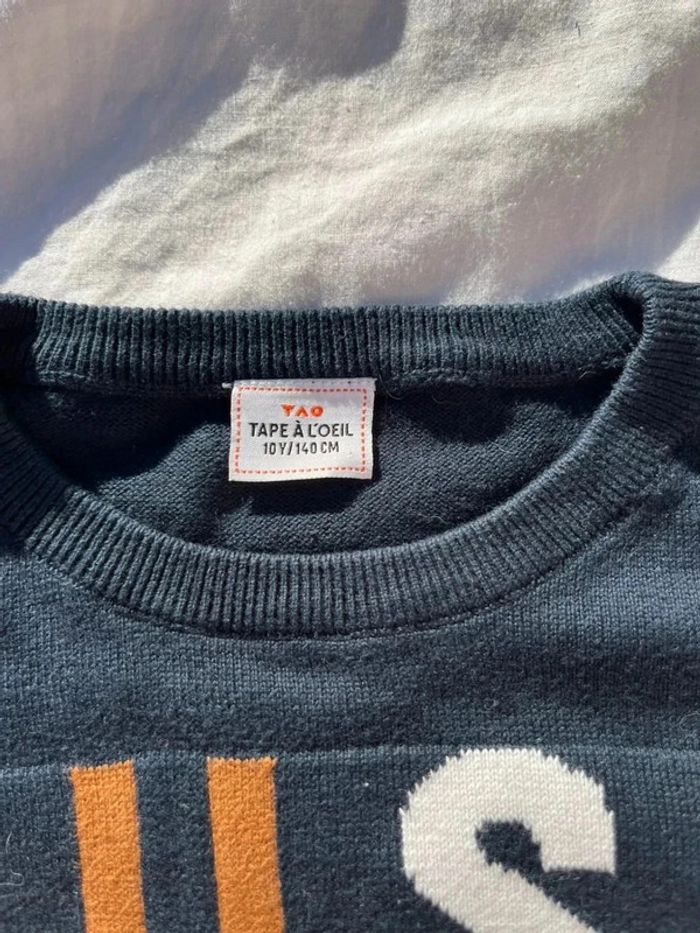 TAO
TAPE À L'OEIL
10Y/140 CM
S